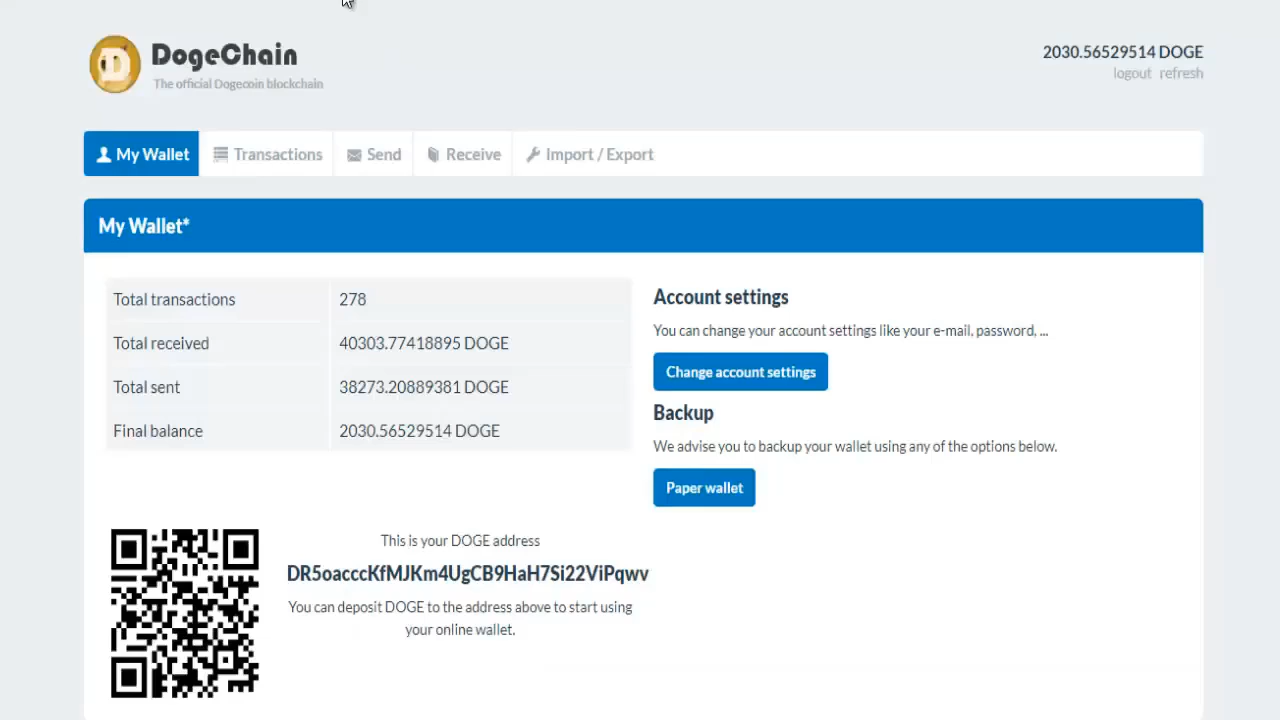 DogeChain
The official Dogecoin blockchain
2030.56529514 DOGE
logout refresh
My Wallet
Transactions
Send
Receive
Import / Export
My Wallet*
Total transactions 278
Total received 40303.77418895 DOGE
Total sent 38273.20889381 DOGE
Final balance 2030.56529514 DOGE
Account settings
You can change your account settings like your e-mail, password, ...
Change account settings
Backup
We advise you to backup your wallet using any of the options below.
Paper wallet
This is your DOGE address
DR5oacccKfMJKm4UgCB9HaH7Si22ViPqwv
You can deposit DOGE to the address above to start using
your online wallet.